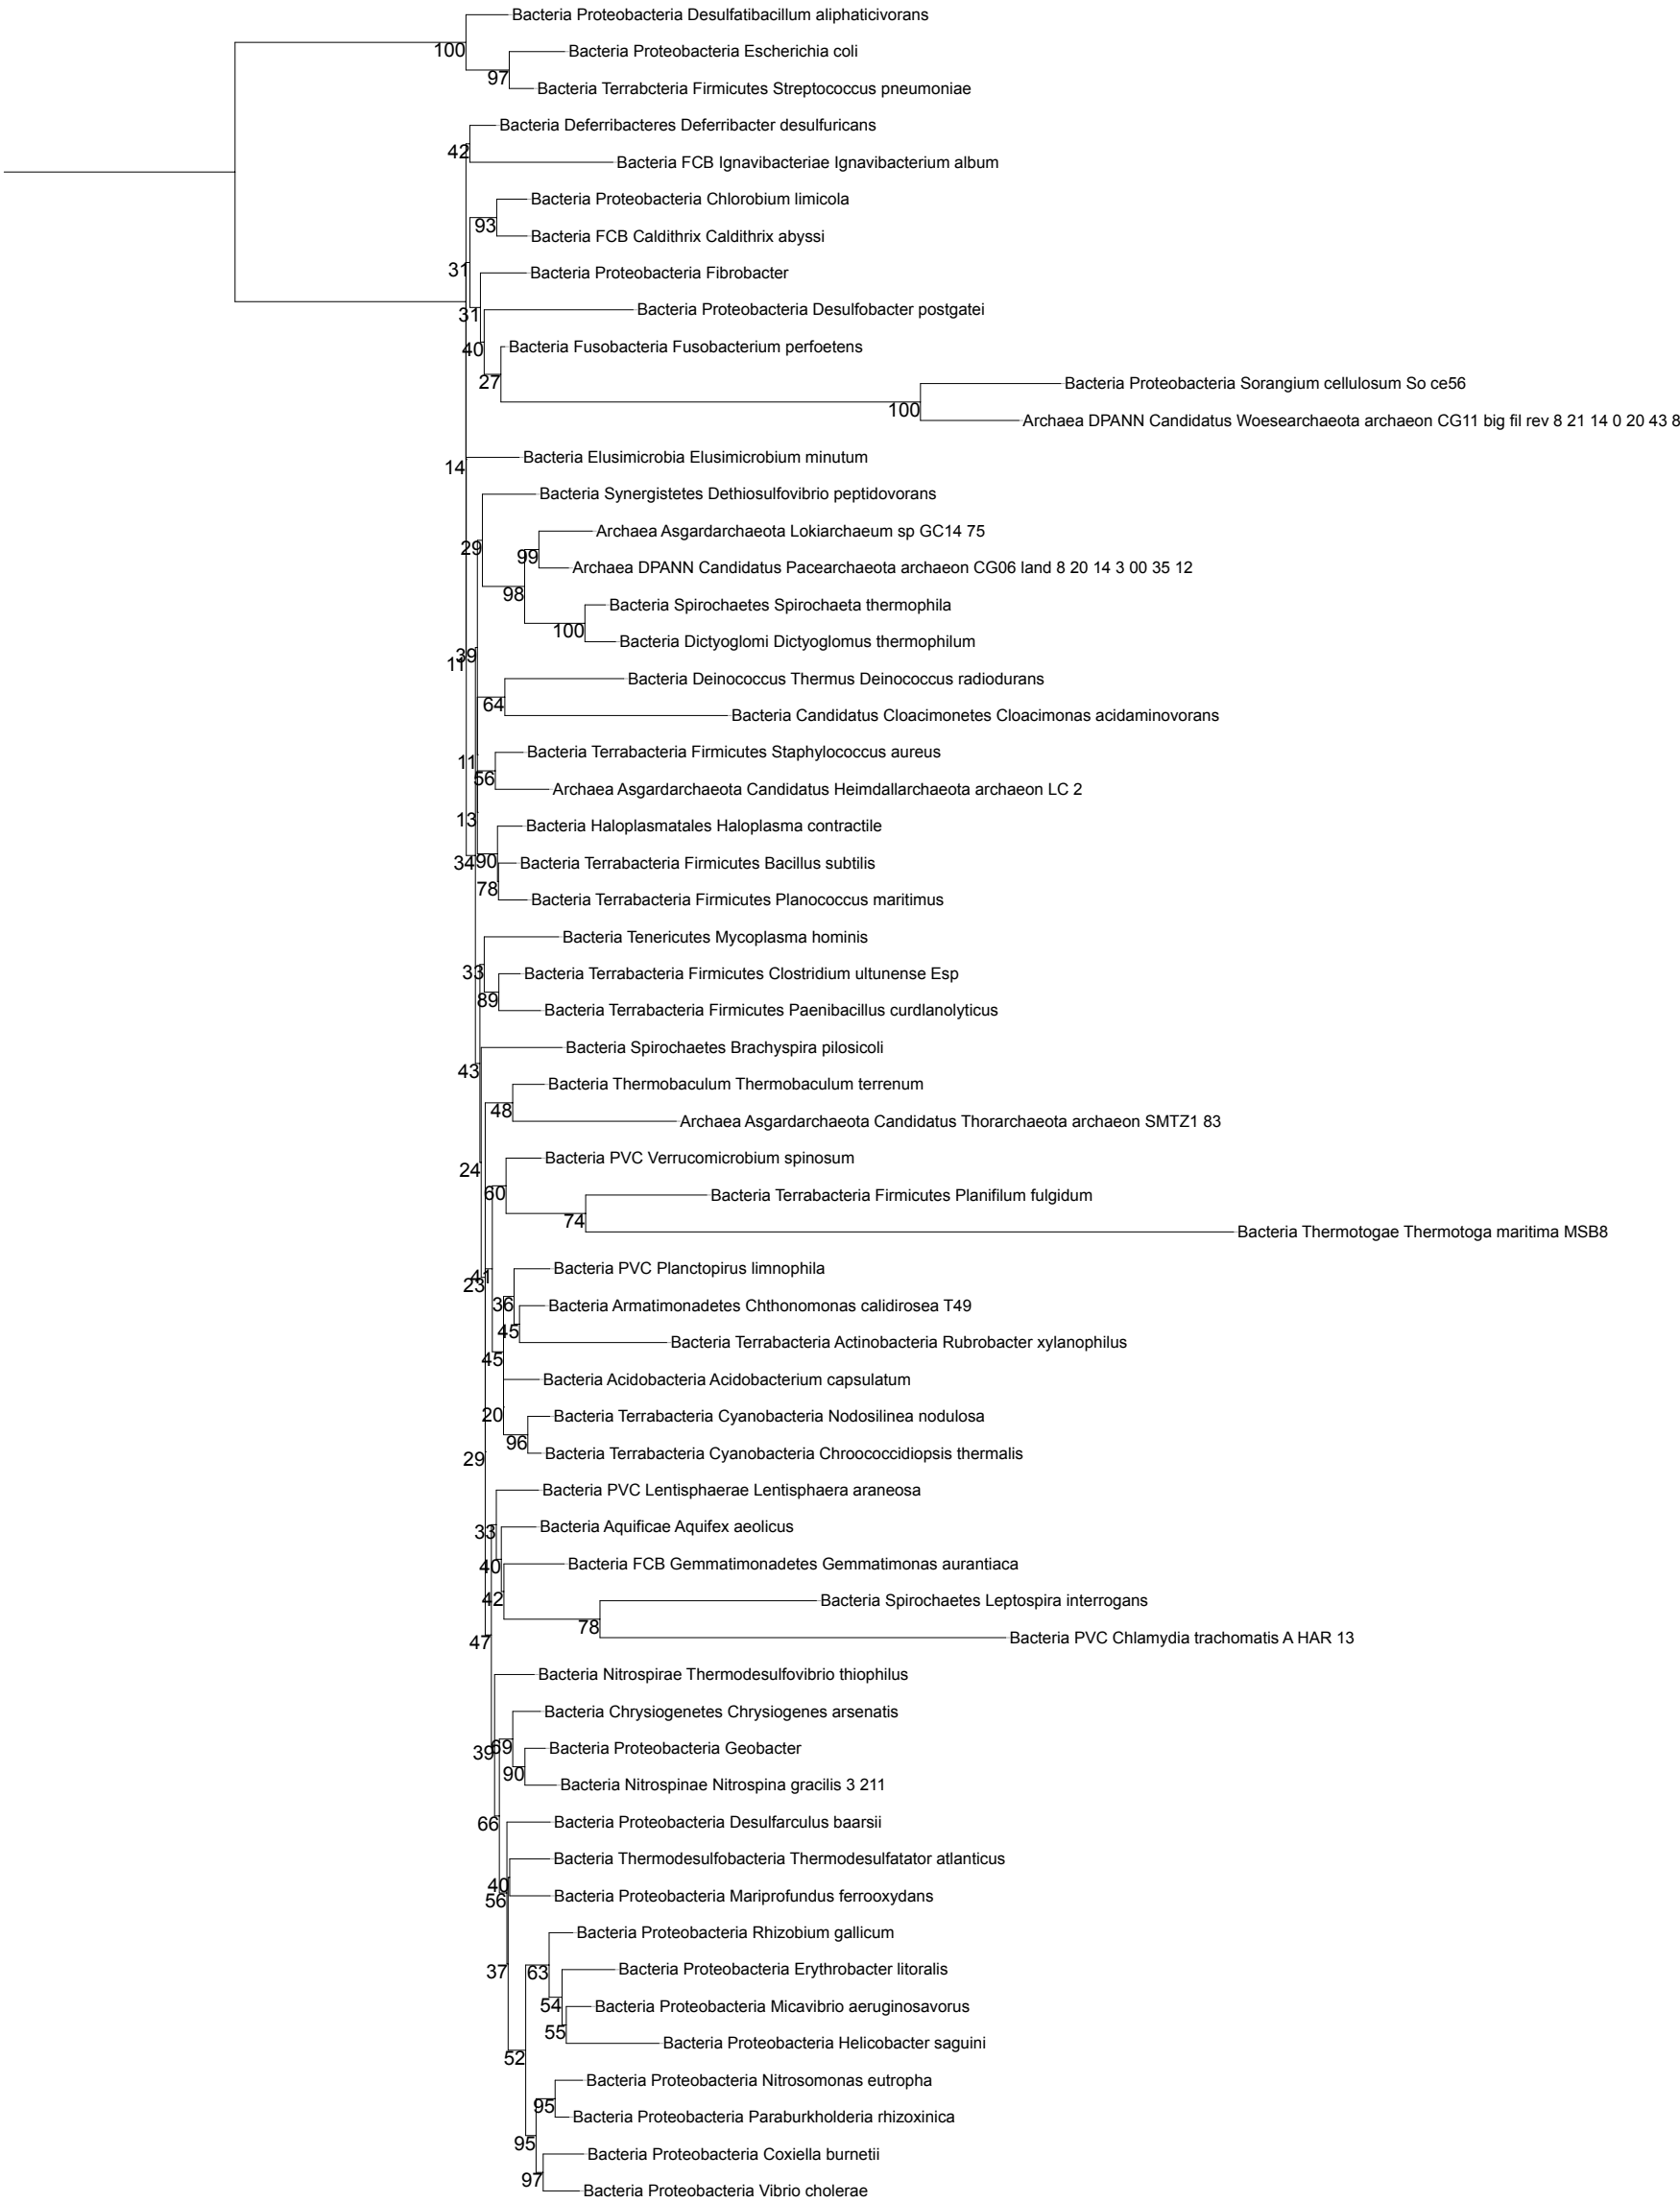 Bacteria Proteobacteria Desulfatibacillum aliphaticivorans
100
Bacteria Proteobacteria Escherichia coli
97
Bacteria Terrabcteria Firmicutes Streptococcus pneumoniae
Bacteria Deferribacteres Deferribacter desulfuricans
42
Bacteria FCB Ignavibacteriae Ignavibacterium album
Bacteria Proteobacteria Chlorobium limicola
93
Bacteria FCB Caldithrix Caldithrix abyssi
31
Bacteria Proteobacteria Fibrobacter
31
Bacteria Proteobacteria Desulfobacter postgatei
40
Bacteria Fusobacteria Fusobacterium perfoetens
27
Bacteria Proteobacteria Sorangium cellulosum So ce56
100
Archaea DPANN Candidatus Woesearchaeota archaeon CG11 big fil rev 8 21 14 0 20 43 8
14
Bacteria Elusimicrobia Elusimicrobium minutum
Bacteria Synergistetes Dethiosulfovibrio peptidovorans
29
Archaea Asgardarchaeota Lokiarchaeum sp GC14 75
99
Archaea DPANN Candidatus Pacearchaeota archaeon CG06 land 8 20 14 3 00 35 12
98
Bacteria Spirochaetes Spirochaeta thermophila
100
Bacteria Dictyoglomi Dictyoglomus thermophilum
39
11
Bacteria Deinococcus Thermus Deinococcus radiodurans
64
Bacteria Candidatus Cloacimonetes Cloacimonas acidaminovorans
11
Bacteria Terrabacteria Firmicutes Staphylococcus aureus
56
Archaea Asgardarchaeota Candidatus Heimdallarchaeota archaeon LC 2
13
Bacteria Haloplasmatales Haloplasma contractile
34
90
Bacteria Terrabacteria Firmicutes Bacillus subtilis
78
Bacteria Terrabacteria Firmicutes Planococcus maritimus
Bacteria Tenericutes Mycoplasma hominis
33
Bacteria Terrabacteria Firmicutes Clostridium ultunense Esp
89
Bacteria Terrabacteria Firmicutes Paenibacillus curdlanolyticus
Bacteria Spirochaetes Brachyspira pilosicoli
43
Bacteria Thermobaculum Thermobaculum terrenum
48
Archaea Asgardarchaeota Candidatus Thorarchaeota archaeon SMTZ1 83
24
Bacteria PVC Verrucomicrobium spinosum
60
Bacteria Terrabacteria Firmicutes Planifilum fulgidum
74
Bacteria Thermotogae Thermotoga maritima MSB8
41
23
Bacteria PVC Planctopirus limnophila
36
Bacteria Armatimonadetes Chthonomonas calidirosea T49
45
Bacteria Terrabacteria Actinobacteria Rubrobacter xylanophilus
45
Bacteria Acidobacteria Acidobacterium capsulatum
20
Bacteria Terrabacteria Cyanobacteria Nodosilinea nodulosa
96
Bacteria Terrabacteria Cyanobacteria Chroococcidiopsis thermalis
29
Bacteria PVC Lentisphaerae Lentisphaera araneosa
33
Bacteria Aquificae Aquifex aeolicus
40
Bacteria FCB Gemmatimonadetes Gemmatimonas aurantiaca
42
Bacteria Spirochaetes Leptospira interrogans
78
Bacteria PVC Chlamydia trachomatis A HAR 13
47
Bacteria Nitrospirae Thermodesulfovibrio thiophilus
Bacteria Chrysiogenetes Chrysiogenes arsenatis
39
69
Bacteria Proteobacteria Geobacter
90
Bacteria Nitrospinae Nitrospina gracilis 3 211
66
Bacteria Proteobacteria Desulfarculus baarsii
Bacteria Thermodesulfobacteria Thermodesulfatator atlanticus
40
56
Bacteria Proteobacteria Mariprofundus ferrooxydans
Bacteria Proteobacteria Rhizobium gallicum
37
63
Bacteria Proteobacteria Erythrobacter litoralis
54
Bacteria Proteobacteria Micavibrio aeruginosavorus
55
Bacteria Proteobacteria Helicobacter saguini
52
Bacteria Proteobacteria Nitrosomonas eutropha
95
Bacteria Proteobacteria Paraburkholderia rhizoxinica
95
Bacteria Proteobacteria Coxiella burnetii
97
Bacteria Proteobacteria Vibrio cholerae